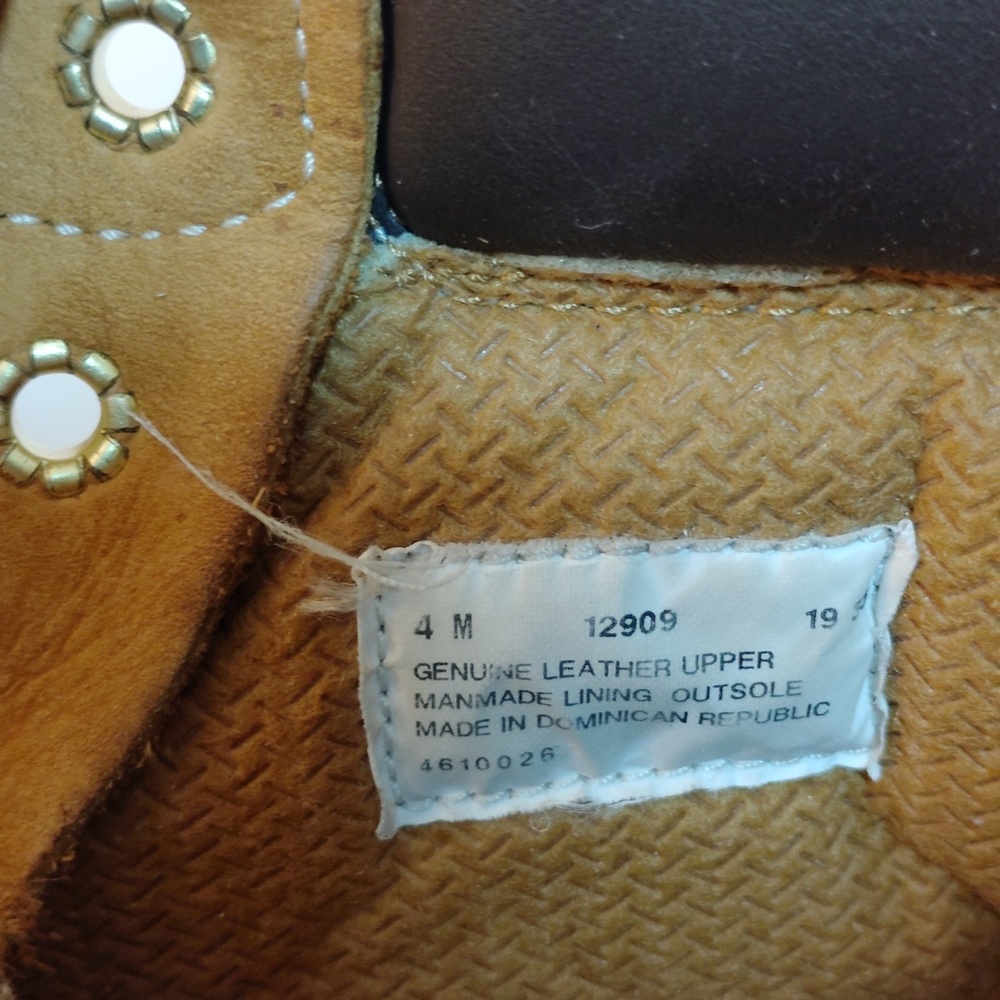 4 M 12909 19
GENUINE LEATHER UPPER
MANMADE LINING OUTSOLE
MADE IN DOMINICAN REPUBLIC
4610026